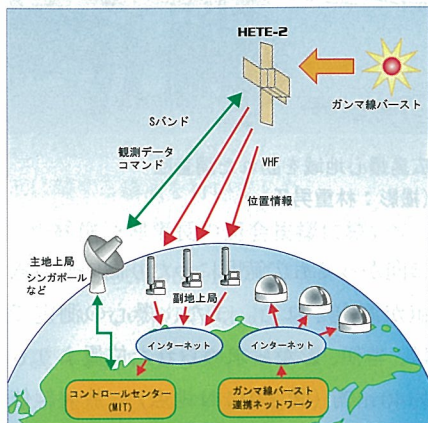 HETE-2
ガンマ線バースト
Sバンド
観測データ
コマンド
VHF
位置情報
主地上局
シンガポール
など
副地上局
インターネット
インターネット
コントロールセンター
(MIT)
ガンマ線バースト
連携ネットワーク